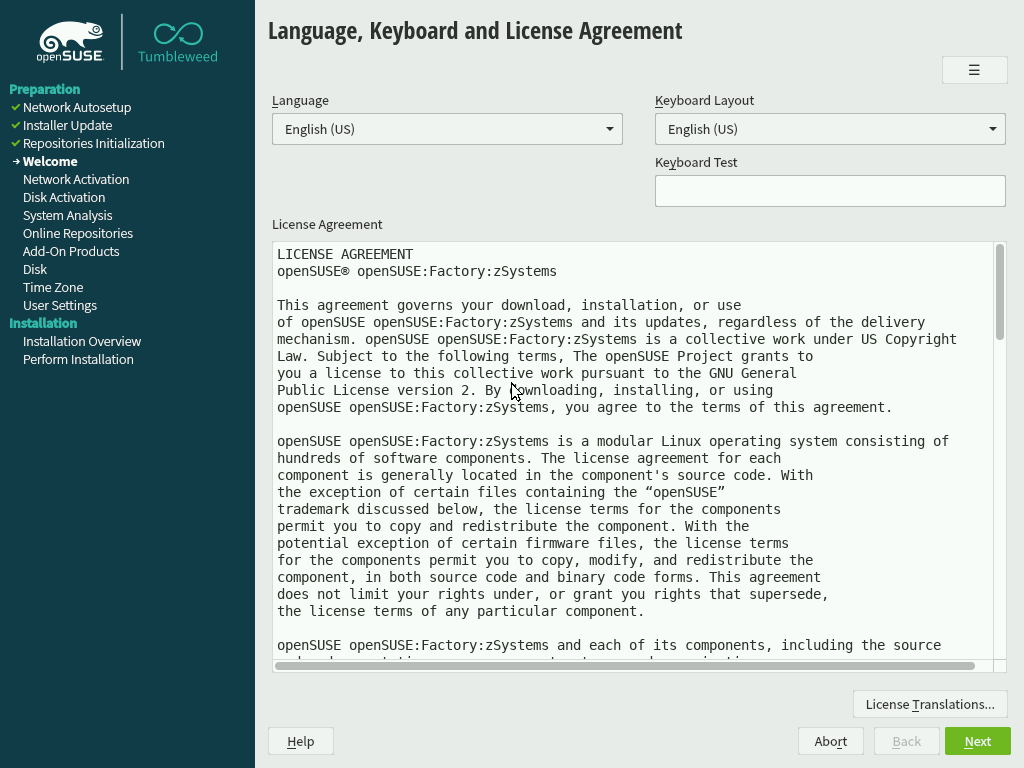 openSUSE
Tumbleweed
Preparation
Network Autosetup
Installer Update
Repositories Initialization
Welcome
Network Activation
Disk Activation
System Analysis
Online Repositories
Add-On Products
Disk
Time Zone
User Settings
Installation
Installation Overview
Perform Installation
Language, Keyboard and License Agreement
Language
Keyboard Layout
English (US)
English (US)
Keyboard Test
License Agreement
LICENSE AGREEMENT
openSUSE® openSUSE:Factory:zSystems
This agreement governs your download, installation, or use
of openSUSE openSUSE:Factory:zSystems and its updates, regardless of the delivery
mechanism. openSUSE openSUSE:Factory:zSystems is a collective work under US Copyright
Law. Subject to the following terms, The openSUSE Project grants to
you a license to this collective work pursuant to the GNU General
Public License version 2. By downloading, installing, or using
openSUSE openSUSE:Factory:zSystems, you agree to the terms of this agreement.
openSUSE openSUSE:Factory:zSystems is a modular Linux operating system consisting of
hundreds of software components. The license agreement for each
component is generally located in the component's source code. With
the exception of certain files containing the “openSUSE”
trademark discussed below, the license terms for the components
permit you to copy and redistribute the component. With the
potential exception of certain firmware files, the license terms
for the components permit you to copy, modify, and redistribute the
component, in both source code and binary code forms. This agreement
does not limit your rights under, or grant you rights that supersede,
the license terms of any particular component.
openSUSE openSUSE:Factory:zSystems and each of its components, including the source
License Translations...
Help
Abort
Back
Next